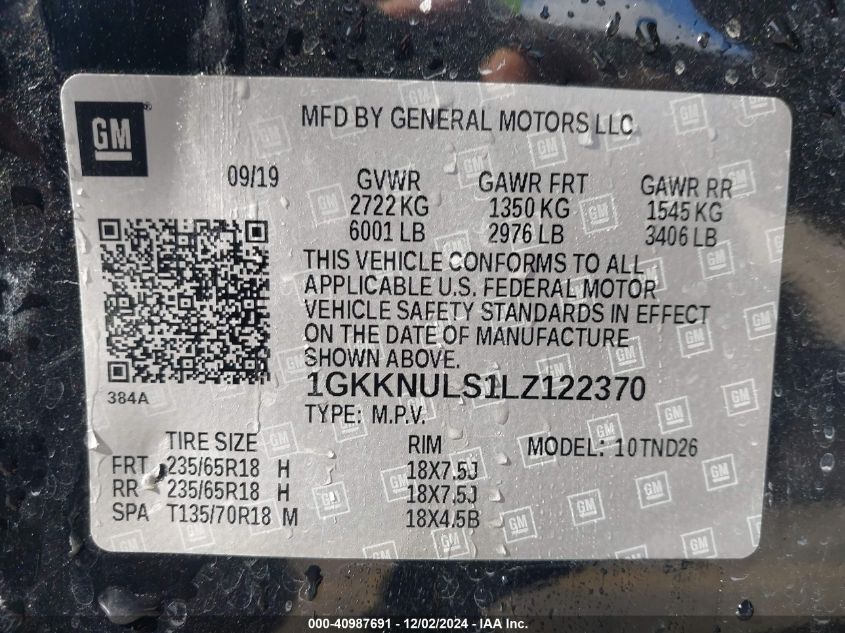 GM
MFD BY GENERAL MOTORS LLC
09/19 GVWR GAWR FRT GAWR RR
2722 KG 1350 KG 1545 KG
6001 LB 2976 LB 3406 LB
THIS VEHICLE CONFORMS TO ALL
APPLICABLE U.S. FEDERAL MOTOR
VEHICLE SAFETY STANDARDS IN EFFECT
ON THE DATE OF MANUFACTURE
SHOWN ABOVE.
384A
1GKKNULS1LZ122370
TYPE: M.P.V.
TIRE SIZE RIM MODEL: 10TND26
FRT 235/65R18 H 18X7.5J
RR 235/65R18 H 18X7.5J
SPA T135/70R18 M 18X4.5B
000-40987691 - 12/02/2024 - IAA Inc.